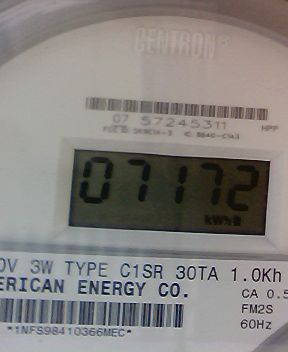 CENTRON®
07 57245311
HPP
07172
kWh
0V 3W TYPE C1SR 30TA 1.0Kh
ERICAN ENERGY CO.
CA 0.5
FM2S
60Hz
*1NFS98410366MEC*